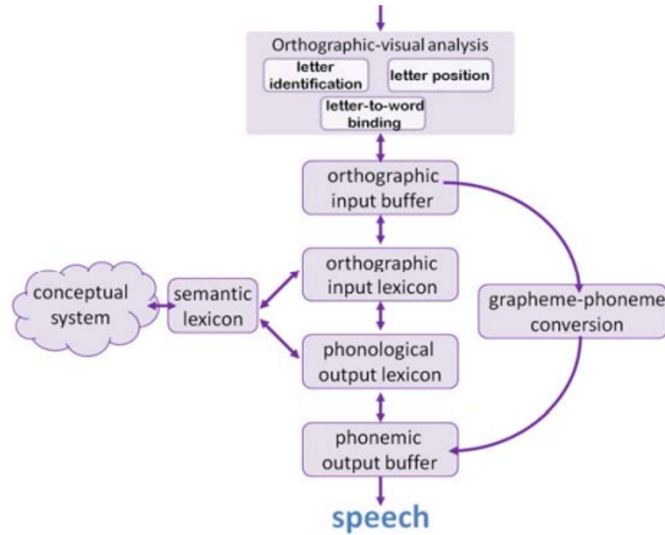 Orthographic-visual analysis
letter
identification
letter position
letter-to-word
binding
orthographic
input buffer
orthographic
input lexicon
conceptual
system
semantic
lexicon
grapheme-phoneme
conversion
phonological
output lexicon
phonemic
output buffer
speech